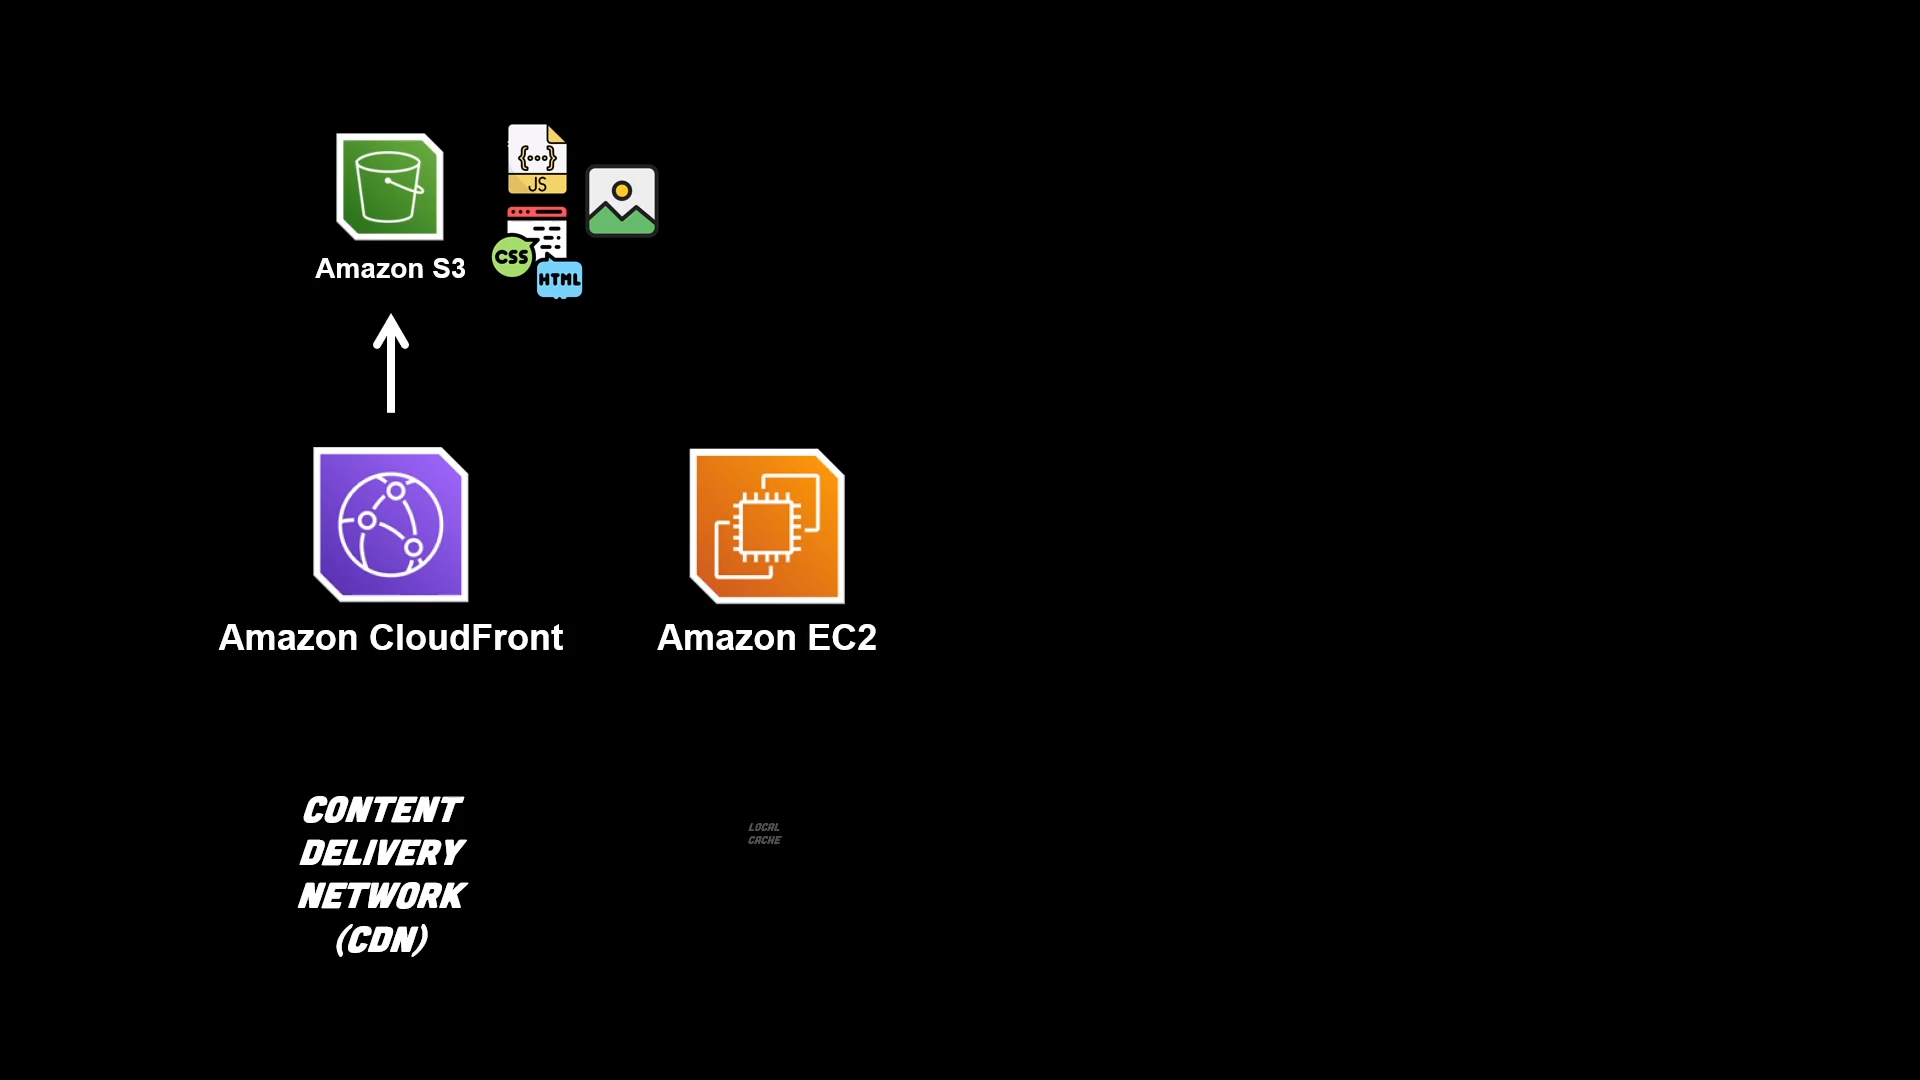 {...}
JS
Amazon S3
CSS
HTML
Amazon CloudFront
Amazon EC2
CONTENT
DELIVERY
NETWORK
(CDN)
LOCAL
CACHE